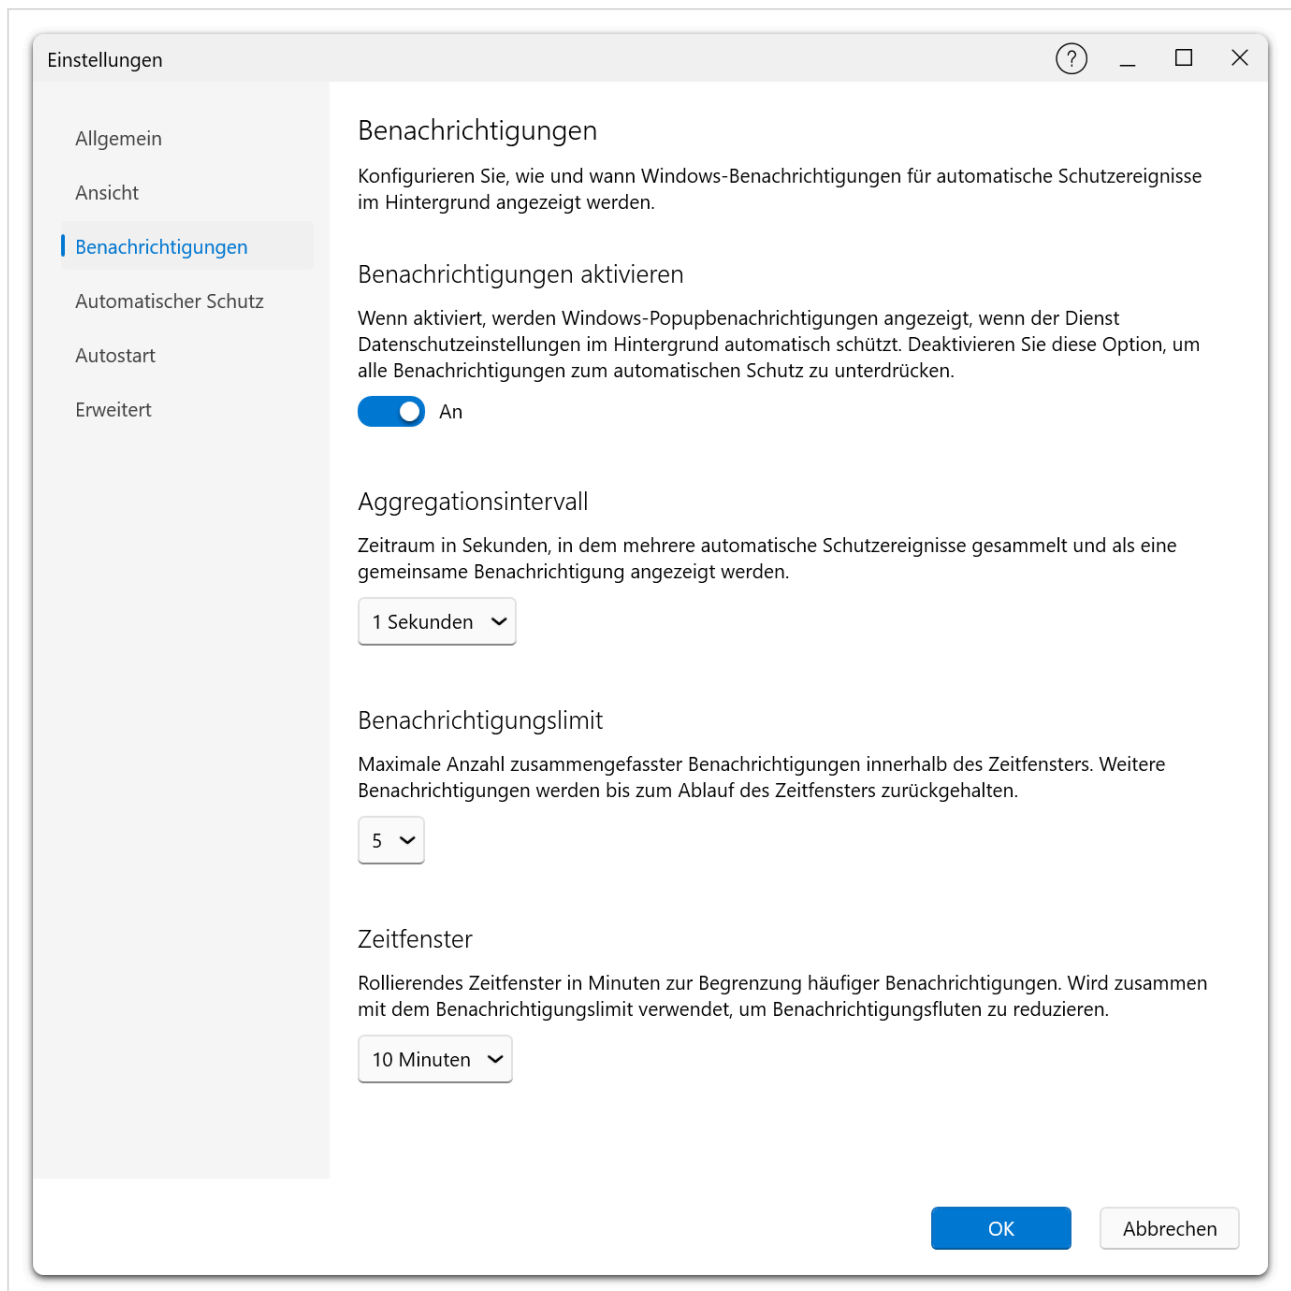 Einstellungen
?
Allgemein
Ansicht
Benachrichtigungen
Automatischer Schutz
Autostart
Erweitert
Benachrichtigungen
Konfigurieren Sie, wie und wann Windows-Benachrichtigungen für automatische Schutzereignisse
im Hintergrund angezeigt werden.
Benachrichtigungen aktivieren
Wenn aktiviert, werden Windows-Popupbenachrichtigungen angezeigt, wenn der Dienst
Datenschutzeinstellungen im Hintergrund automatisch schützt. Deaktivieren Sie diese Option, um
alle Benachrichtigungen zum automatischen Schutz zu unterdrücken.
An
Aggregationsintervall
Zeitraum in Sekunden, in dem mehrere automatische Schutzereignisse gesammelt und als eine
gemeinsame Benachrichtigung angezeigt werden.
1 Sekunden
Benachrichtigungslimit
Maximale Anzahl zusammengefasster Benachrichtigungen innerhalb des Zeitfensters. Weitere
Benachrichtigungen werden bis zum Ablauf des Zeitfensters zurückgehalten.
5
Zeitfenster
Rollierendes Zeitfenster in Minuten zur Begrenzung häufiger Benachrichtigungen. Wird zusammen
mit dem Benachrichtigungslimit verwendet, um Benachrichtigungsfluten zu reduzieren.
10 Minuten
OK
Abbrechen